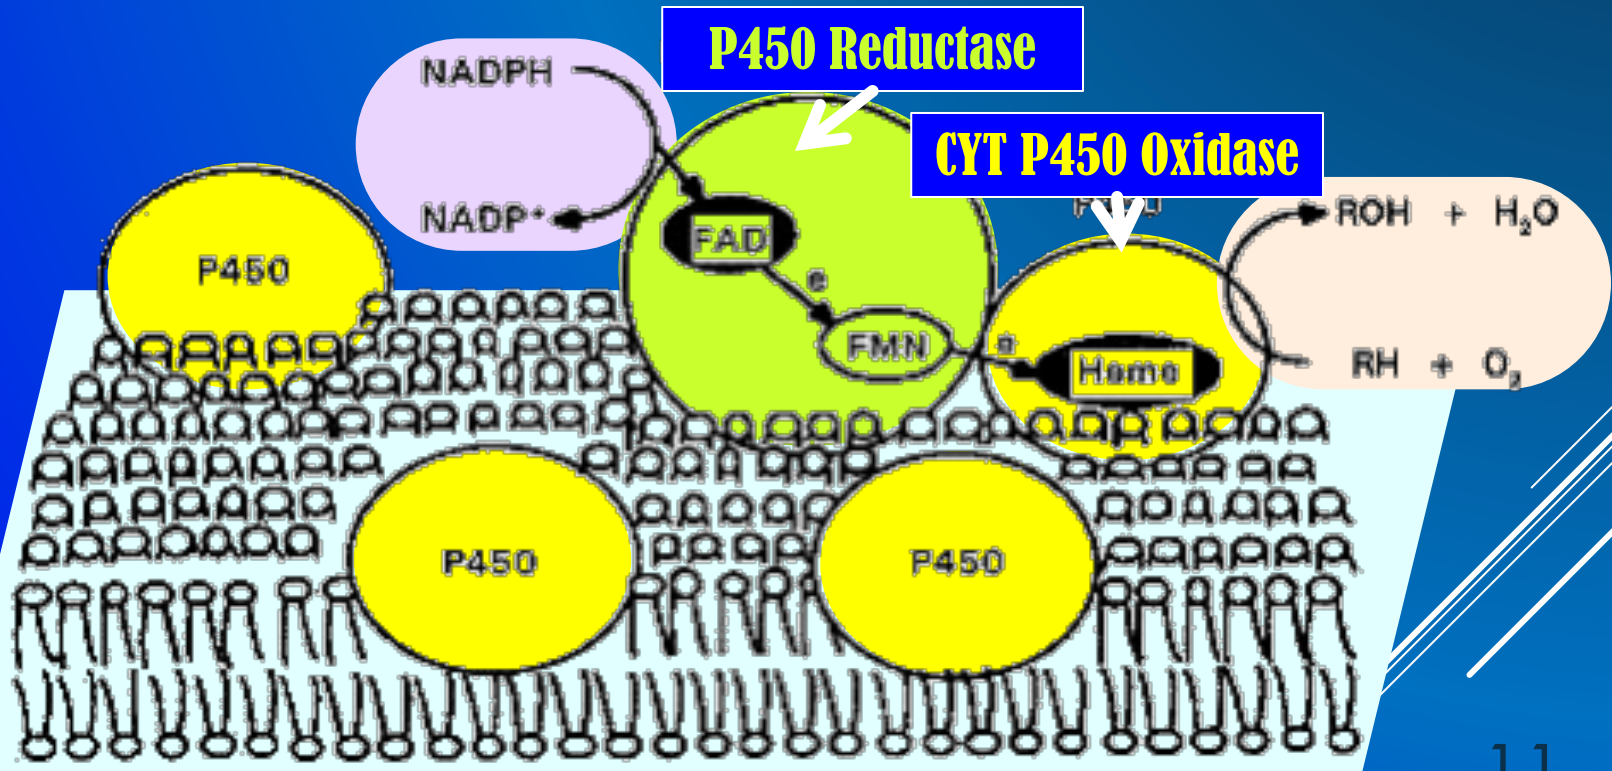 P450 Reductase
NADPH
CYT P450 Oxidase
NADP+
ROH + H₂O
FAD
P450
e
FMN
e
Heme
RH + O₂
P450
P450
11